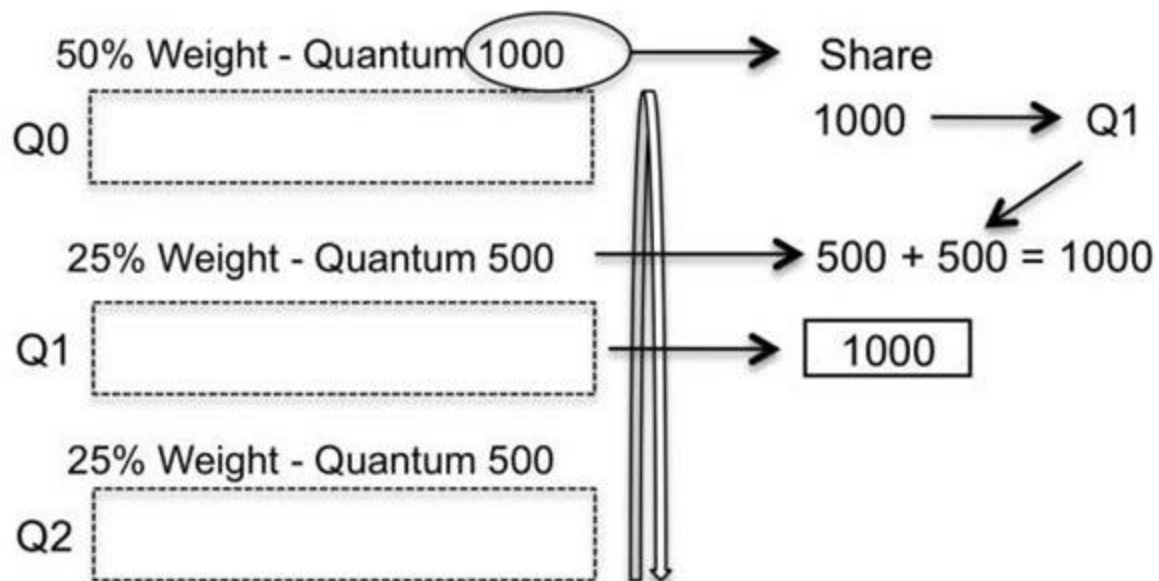 50% Weight - Quantum 1000
Share
Q0
1000
Q1
25% Weight - Quantum 500
500 + 500 = 1000
Q1
1000
25% Weight - Quantum 500
Q2